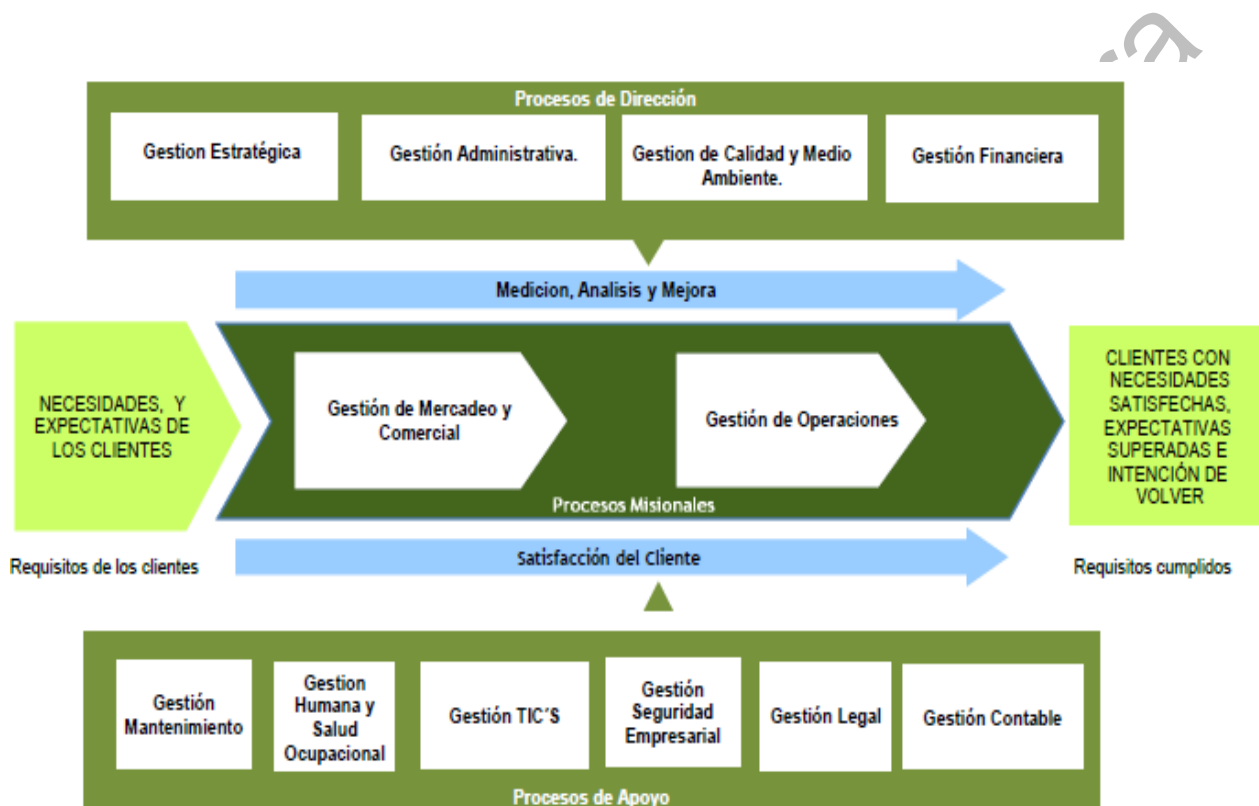 Procesos de Dirección
Gestion Estratégica
Gestión Administrativa.
Gestion de Calidad y Medio
Ambiente.
Gestión Financiera
Medicion, Analisis y Mejora
NECESIDADES, Y
EXPECTATIVAS DE
LOS CLIENTES
Gestión de Mercadeo y
Comercial
Gestión de Operaciones
Procesos Misionales
CLIENTES CON
NECESIDADES
SATISFECHAS,
EXPECTATIVAS
SUPERADAS E
INTENCIÓN DE
VOLVER
Requisitos de los clientes
Satisfacción del Cliente
Requisitos cumplidos
Gestión
Mantenimiento
Gestion
Humana y
Salud
Ocupacional
Gestión TIC´S
Gestión
Seguridad
Empresarial
Gestión Legal
Gestión Contable
Procesos de Apoyo